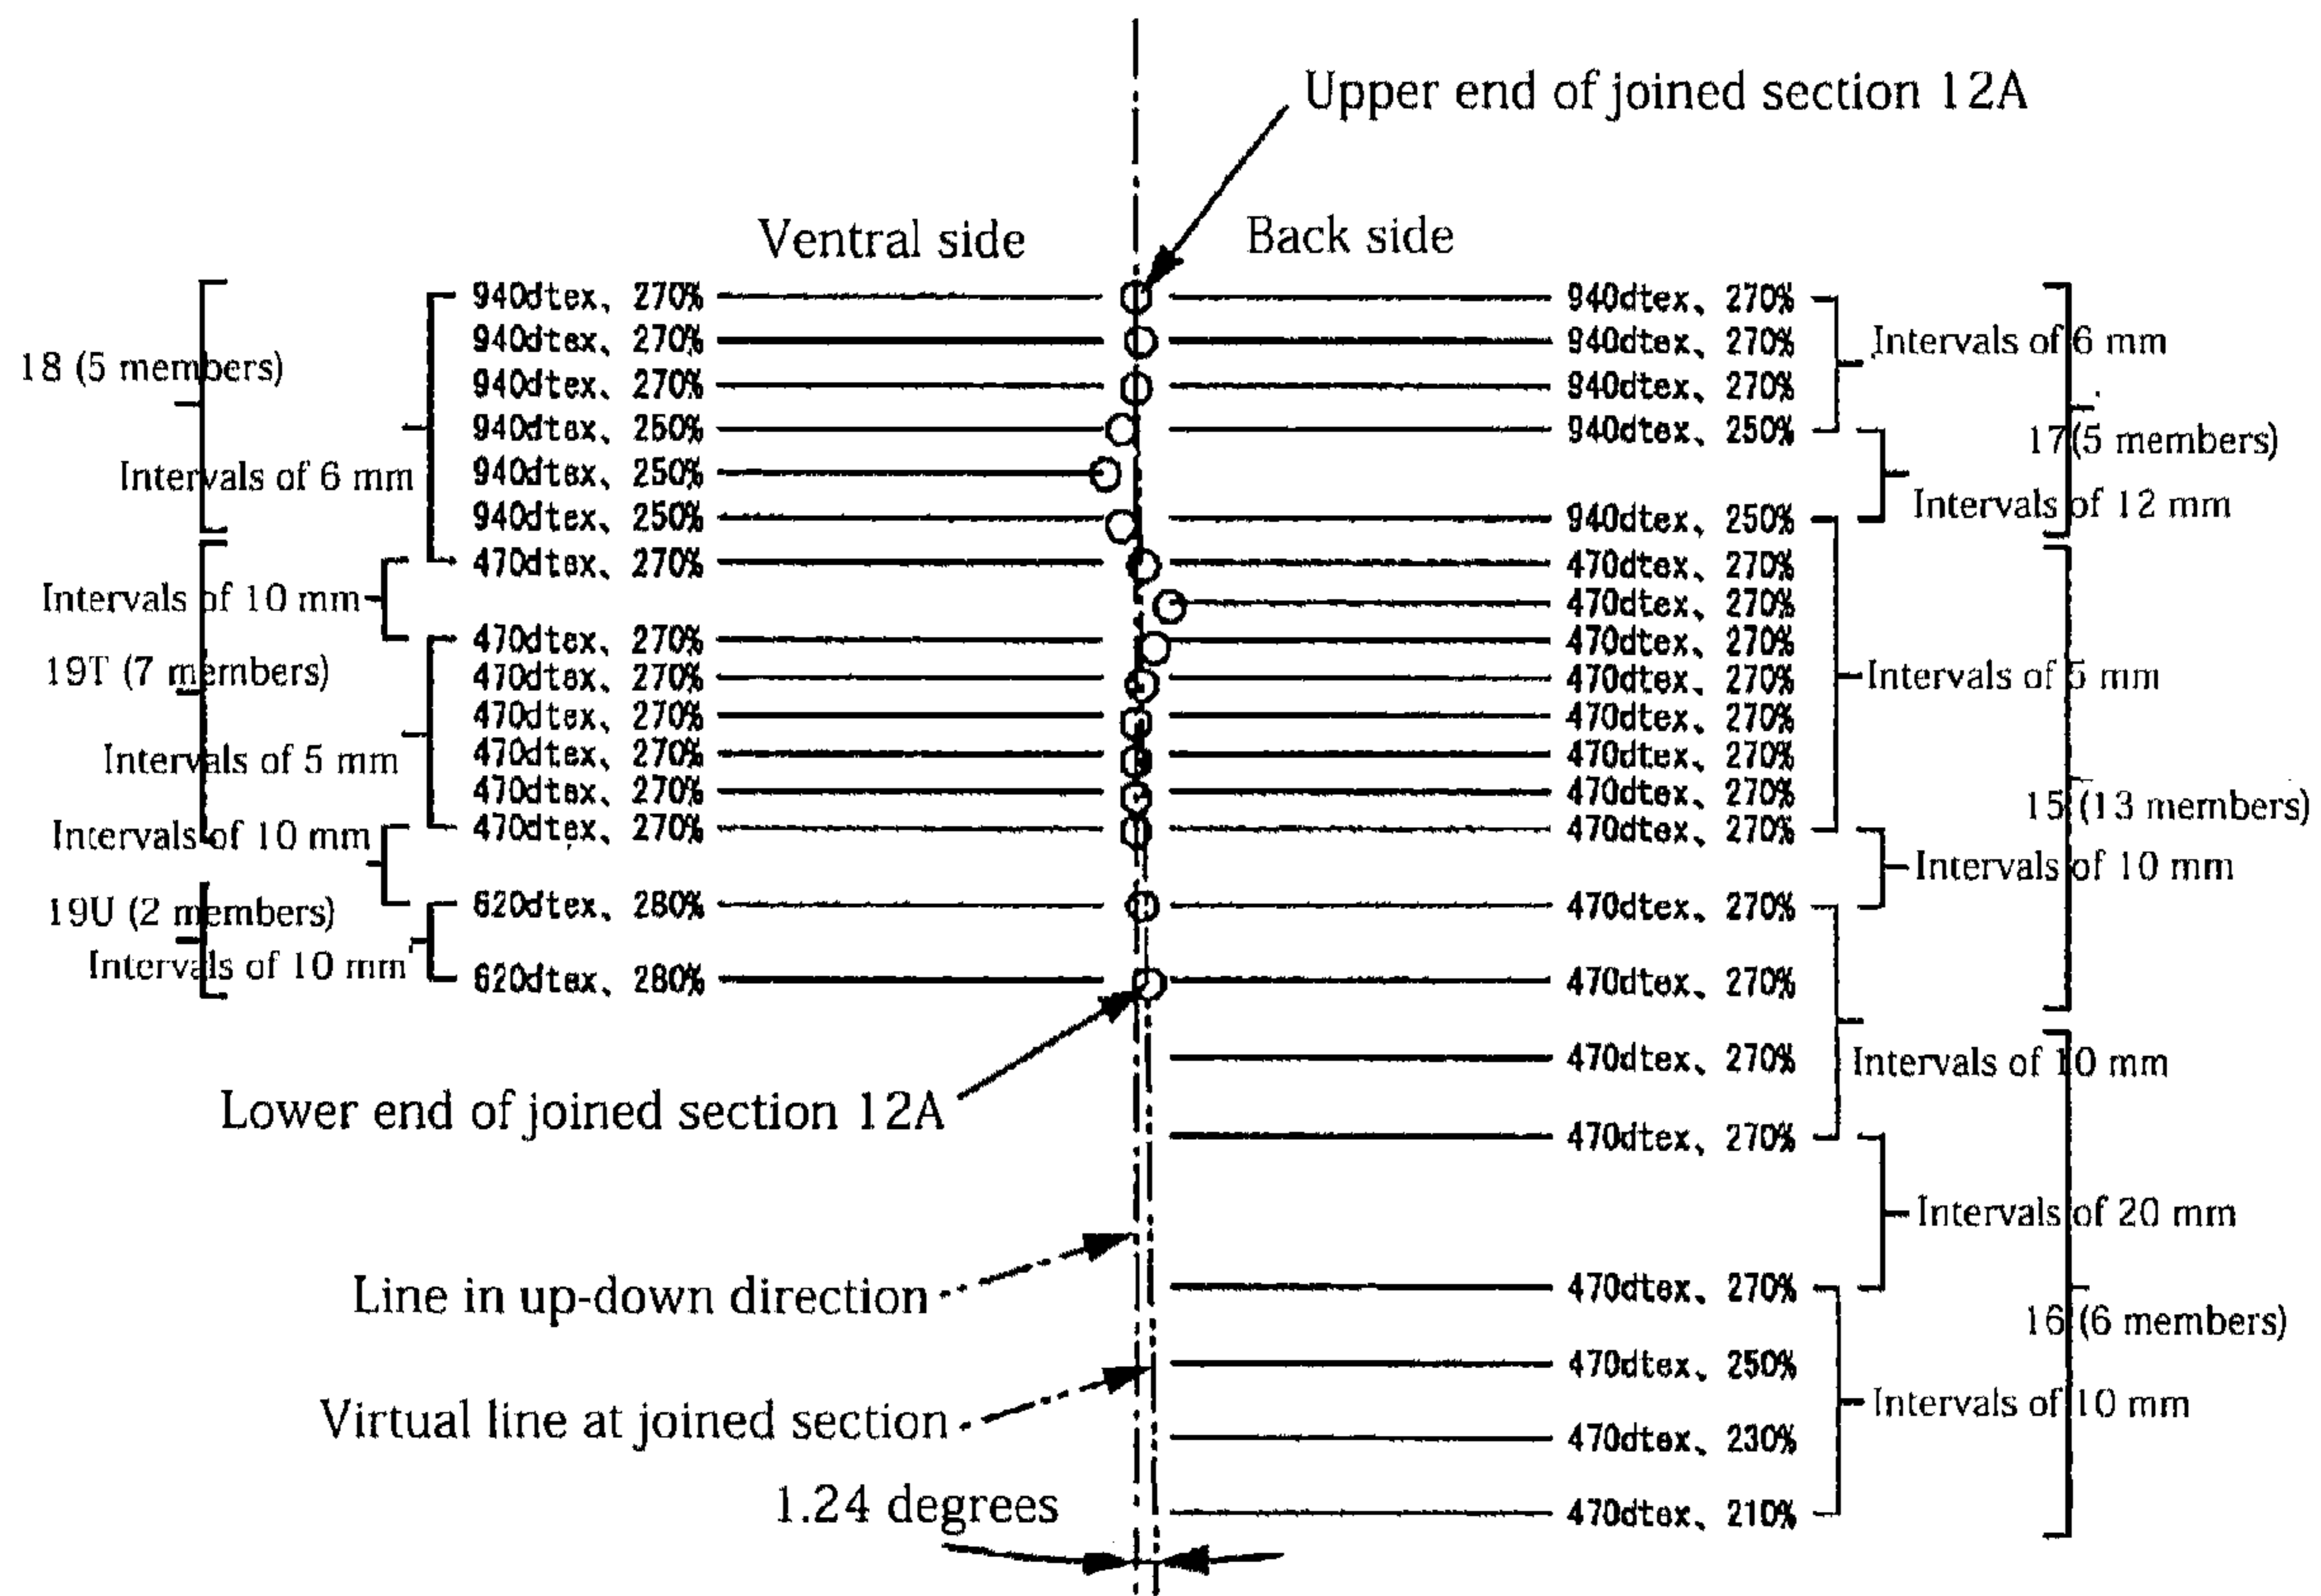 Upper end of joined section 12A
Ventral side
Back side
18 (5 members)
Intervals of 6 mm
Intervals of 10 mm
19T (7 members)
Intervals of 5 mm
Intervals of 10 mm
19U (2 members)
Intervals of 10 mm
940dtex、270%
940dtex、270%
940dtex、270%
940dtex、250%
940dtex、250%
940dtex、250%
470dtex、270%
470dtex、270%
470dtex、270%
470dtex、270%
470dtex、270%
470dtex、270%
470dtex、270%
620dtex、280%
620dtex、280%
940dtex、270%
940dtex、270%
940dtex、270%
940dtex、250%
940dtex、250%
470dtex、270%
470dtex、270%
470dtex、270%
470dtex、270%
470dtex、270%
470dtex、270%
470dtex、270%
470dtex、270%
470dtex、270%
470dtex、270%
470dtex、270%
470dtex、270%
470dtex、270%
470dtex、250%
470dtex、230%
470dtex、210%
Intervals of 6 mm
17 (5 members)
Intervals of 12 mm
Intervals of 5 mm
15 (13 members)
Intervals of 10 mm
Intervals of 10 mm
Intervals of 20 mm
16 (6 members)
Intervals of 10 mm
Lower end of joined section 12A
Line in up-down direction
Virtual line at joined section
1.24 degrees